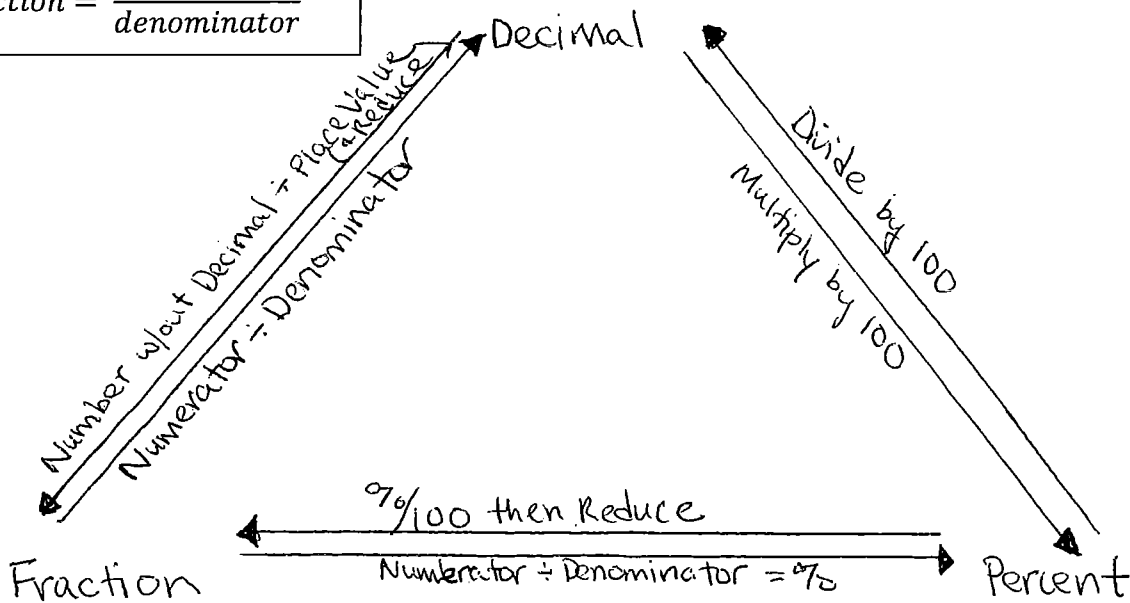 ction = denominator
Decimal
Number w/out Decimal ÷ Place Value
(&Reduce
Numerator ÷ Denominator
Divide by 100
Multiply by 100
%/100 then Reduce
Numerator ÷ Denominator = %
Fraction
Percent